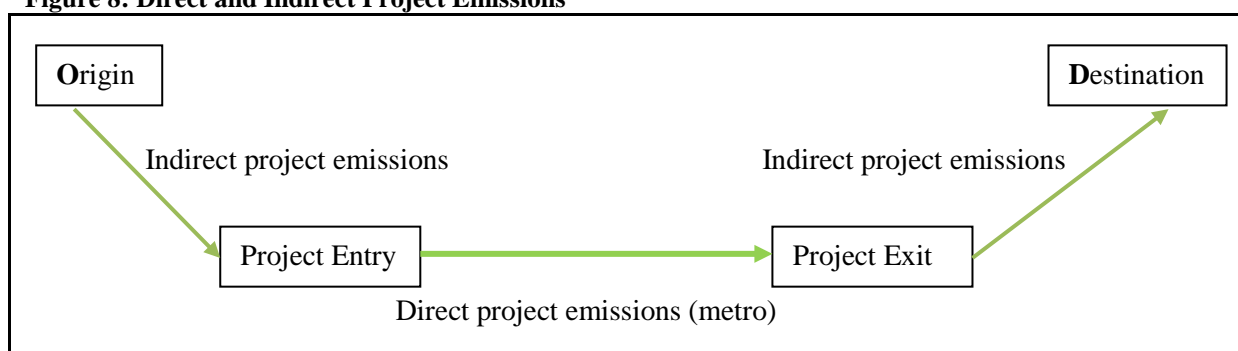 Figure 8: Direct and Indirect Project Emissions
Origin
Destination
Indirect project emissions
Indirect project emissions
Project Entry
Project Exit
Direct project emissions (metro)